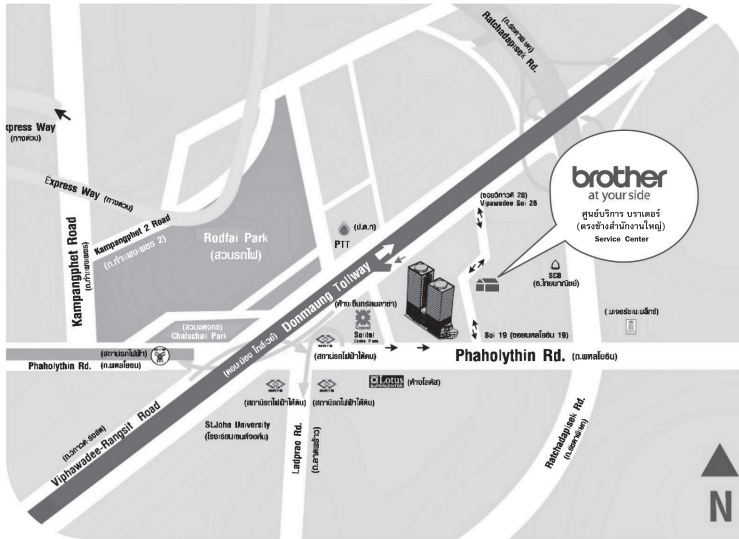 Ratchadapisek Rd.
(ถ.รัชดาภิเษก)
xpress Way
(ทางด่วน)
Express Way (ทางด่วน)
Kampangphet Road
(ถ.กำแพงเพชร)
Kampangphet 2 Road
(ถ.กำแพงเพชร 2)
Rodfai Park
(สวนรถไฟ)
(ป.ต.ท)
PTT
(ซอยวิภาวดี 28)
Vipawadee Soi 28
brother
at your side
ศูนย์บริการ บราเดอร์
(ตรงข้างสำนักงานใหญ่)
Service Center
SCB
(ธ.ไทยพาณิชย์)
(สวนจตุจักร)
Chatuchai Park
Donmaung Tollway
(ดอนเมือง โทล์เวย์)
(ห้างเซ็นทรัลพลาซ่า)
Soi 19 (ซอยพหลโยธิน 19)
(สถานีรถไฟฟ้า)
(สถานีรถไฟฟ้าใต้ดิน)
Phaholythin Rd. (ถ.พหลโยธิน)
Phaholythin Rd. (ถ.พหลโยธิน)
Lotus
SUPERCENTER
(ห้างโลตัส)
(สถานีรถไฟฟ้าใต้ดิน)
(สถานีรถไฟฟ้าใต้ดิน)
St.John University
(โรงเรียนเซนต์จอห์น)
Ladprao Rd.
(ถ.ลาดพร้าว)
Viphawadee-Rangsit Road
(ถ.วิภาวดี-รังสิต)
Ratchadapisek Rd.
(ถ.รัชดาภิเษก)
N